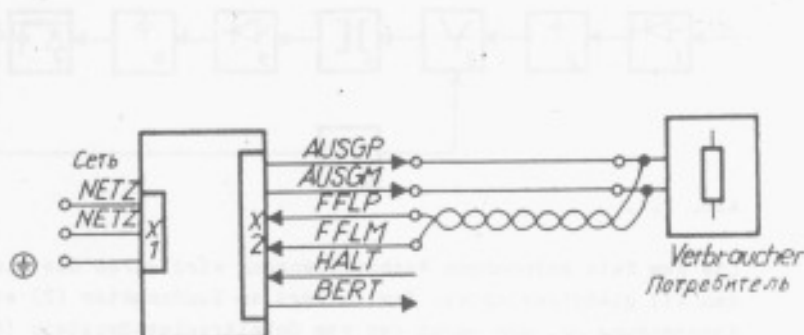 Сеть
NETZ
NETZ
X1
X2
AUSGP
AUSGM
FFLP
FFLM
HALT
BERT
Verbraucher
Потребитель